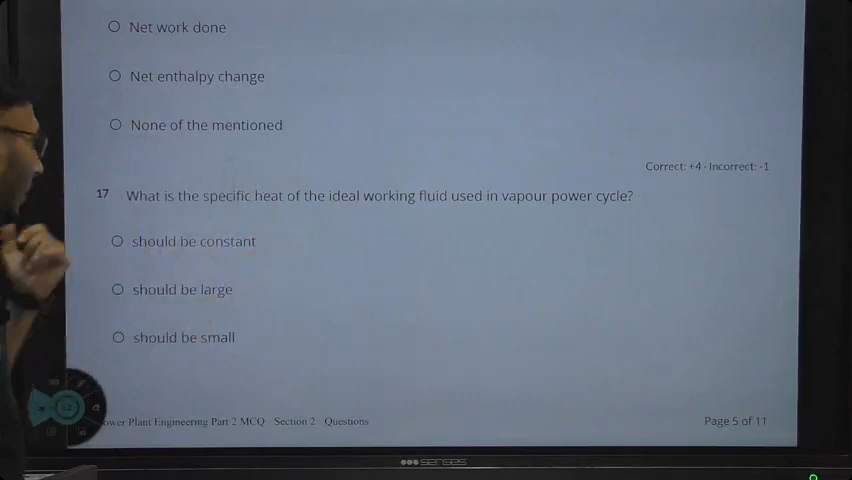 Net work done
Net enthalpy change
None of the mentioned
Correct: +4 · Incorrect: -1
17 What is the specific heat of the ideal working fluid used in vapour power cycle?
should be constant
should be large
should be small
ower Plant Engineering Part 2 MCQ · Section 2 · Questions
Page 5 of 11
senses